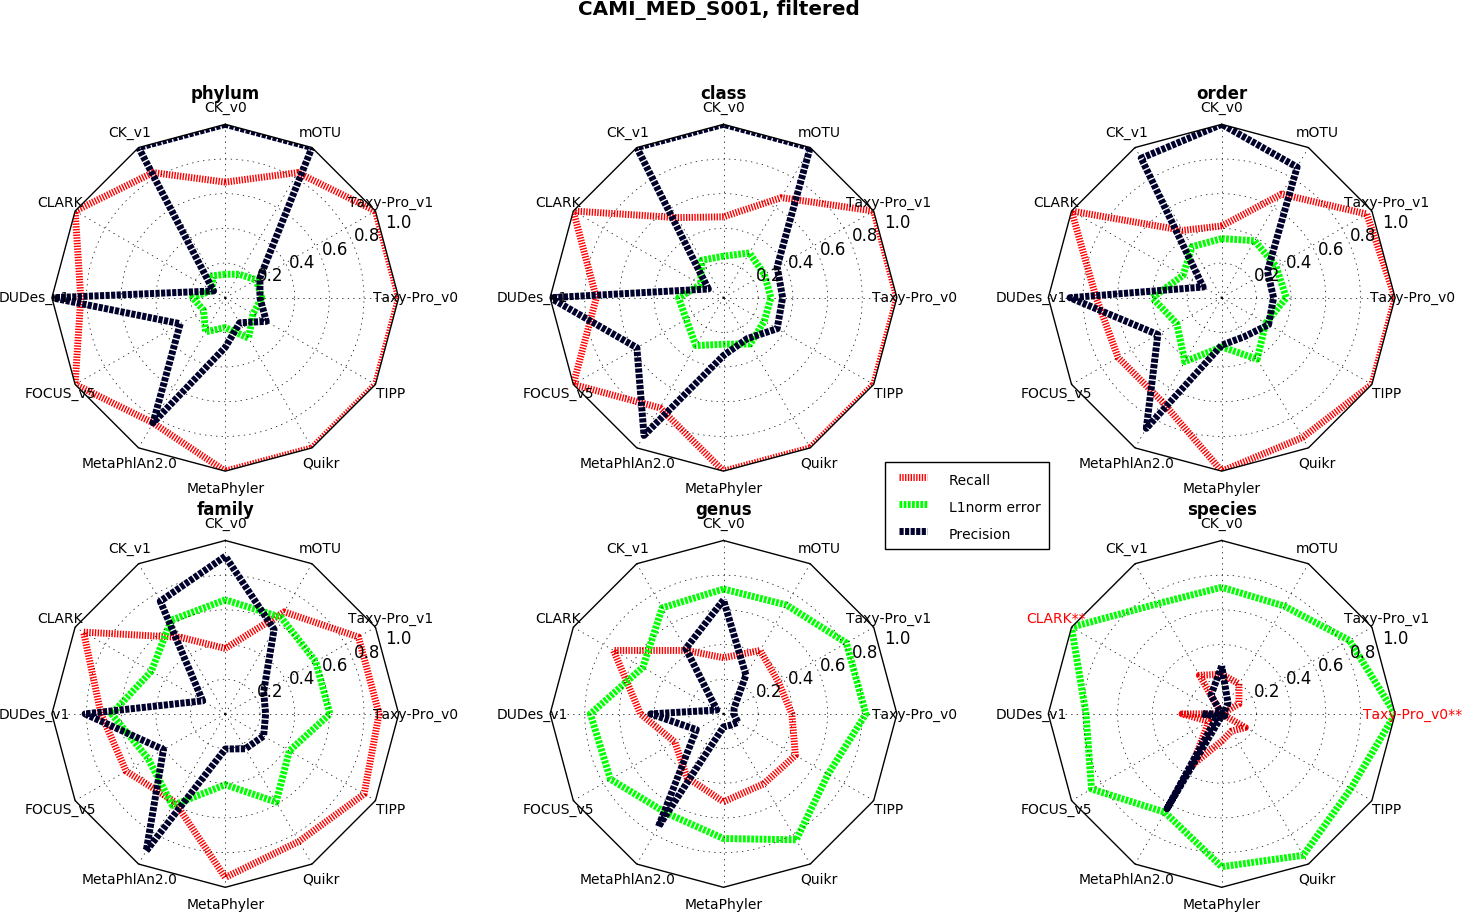 CAMI_MED_S001, filtered
phylum
CK_v0
CK_v1
mOTU
CLARK
Taxy-Pro_v1
0.2
0.4
0.6
0.8
1.0
DUDes_v1
Taxy-Pro_v0
FOCUS_v5
TIPP
MetaPhlAn2.0
Quikr
MetaPhyler
class
CK_v0
CK_v1
mOTU
CLARK
Taxy-Pro_v1
0.2
0.4
0.6
0.8
1.0
DUDes_v1
Taxy-Pro_v0
FOCUS_v5
TIPP
MetaPhlAn2.0
Quikr
MetaPhyler
order
CK_v0
CK_v1
mOTU
CLARK
Taxy-Pro_v1
0.2
0.4
0.6
0.8
1.0
DUDes_v1
Taxy-Pro_v0
FOCUS_v5
TIPP
MetaPhlAn2.0
Quikr
MetaPhyler
Recall
L1norm error
Precision
family
CK_v0
CK_v1
mOTU
CLARK
Taxy-Pro_v1
0.2
0.4
0.6
0.8
1.0
DUDes_v1
Taxy-Pro_v0
FOCUS_v5
TIPP
MetaPhlAn2.0
Quikr
MetaPhyler
genus
CK_v0
CK_v1
mOTU
CLARK
Taxy-Pro_v1
0.2
0.4
0.6
0.8
1.0
DUDes_v1
Taxy-Pro_v0
FOCUS_v5
TIPP
MetaPhlAn2.0
Quikr
MetaPhyler
species
CK_v0
CK_v1
mOTU
CLARK**
Taxy-Pro_v1
0.2
0.4
0.6
0.8
1.0
DUDes_v1
Taxy-Pro_v0**
FOCUS_v5
TIPP
MetaPhlAn2.0
Quikr
MetaPhyler